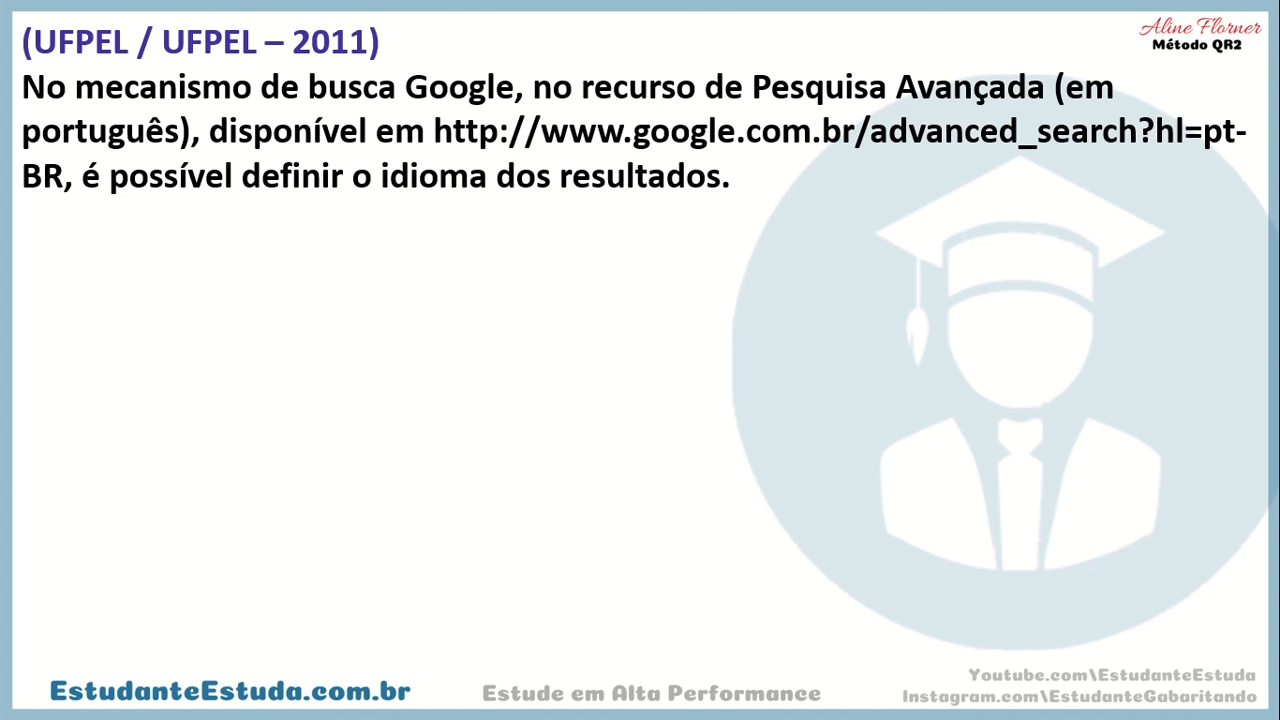 (UFPEL / UFPEL – 2011)
Aline Florner
Método QR2
No mecanismo de busca Google, no recurso de Pesquisa Avançada (em
português), disponível em http://www.google.com.br/advanced_search?hl=pt-
BR, é possível definir o idioma dos resultados.
EstudanteEstuda.com.br
Estude em Alta Performance
Youtube.com\EstudanteEstuda
Instagram.com\EstudanteGabaritando